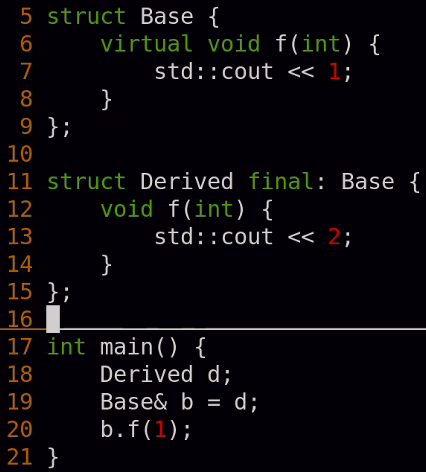 5 struct Base {
6     virtual void f(int) {
7         std::cout << 1;
8     }
9 };
10
11 struct Derived final: Base {
12     void f(int) {
13         std::cout << 2;
14     }
15 };
16
17 int main() {
18     Derived d;
19     Base& b = d;
20     b.f(1);
21 }